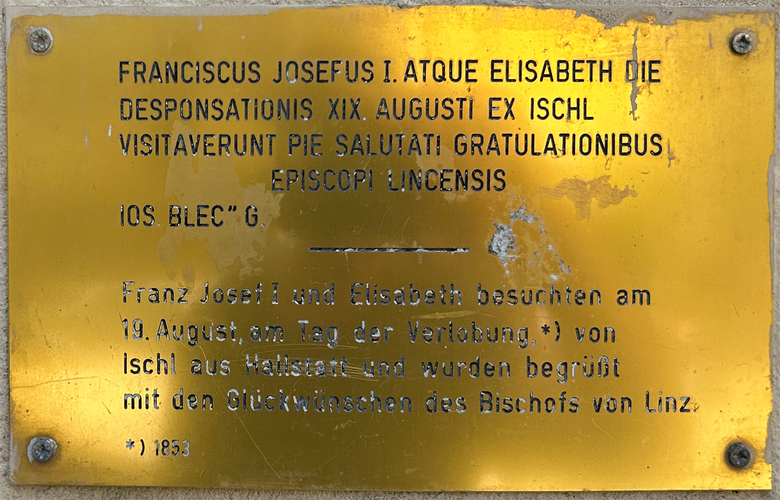 FRANCISCUS JOSEFUS I. ATQUE ELISABETH DIE
DESPONSATIONIS XIX. AUGUSTI EX ISCHL
VISITAVERUNT PIE SALUTATI GRATULATIONIBUS
EPISCOPI LINCENSIS
IOS. BLEC" G.
Franz Josef I und Elisabeth besuchten am
19. August, am Tag der Verlobung, *) von
Ischl aus Hallstatt und wurden begrüßt
mit den Glückwünschen des Bischofs von Linz.
*) 1853